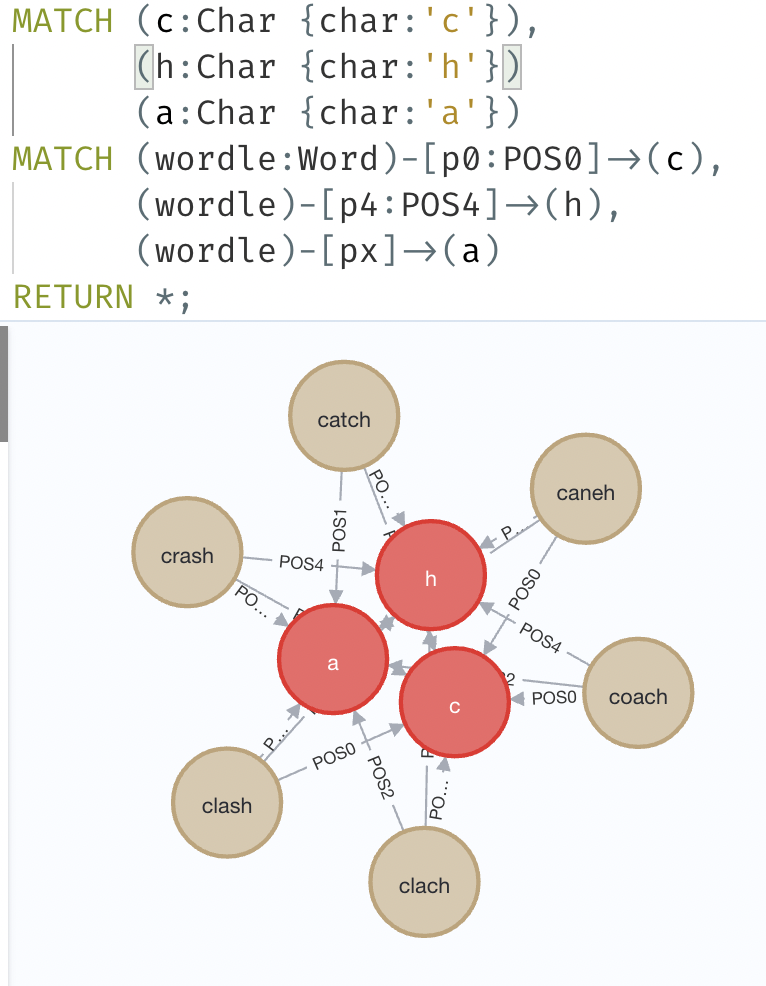 MATCH (c:Char {char:'c'}),
(h:Char {char:'h'})
(a:Char {char:'a'})
MATCH (wordle:Word)-[p0:POS0]→(c),
(wordle)-[p4:POS4]→(h),
(wordle)-[px]→(a)
RETURN *;
catch
caneh
PO...
POS1
P...
crash
POS4
h
POS0
PO...
POS4
a
c
2
POS0
coach
P...
POS0
POS2
PO...
clash
clach